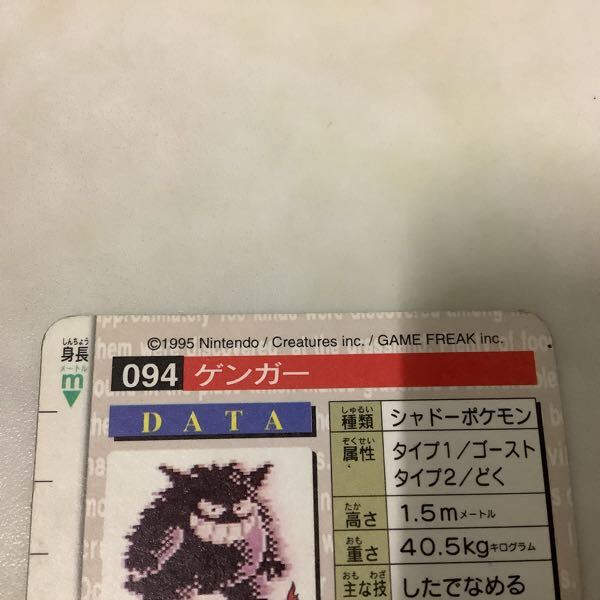 ©1995 Nintendo / Creatures inc. / GAME FREAK inc.
しんちょう
身長
メートル
m
094 ゲンガー
DATA
しゅるい
種類 シャドーポケモン
ぞくせい
属性 タイプ1/ゴースト
タイプ2/どく
たか
高さ 1.5mメートル
おも
重さ 40.5kgキログラム
おも わざ
主な技 したでなめる